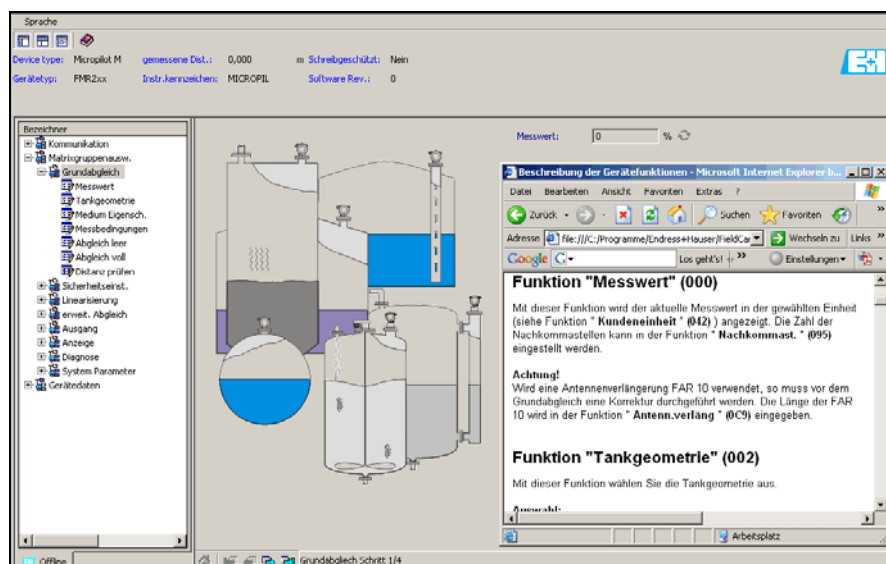 Sprache
Device type: Micropilot M gemessene Dist.: 0,000 m Schreibgeschützt: Nein
Gerätetyp: FMR2xx Instr.kennzeichen: MICROPIL Software Rev.: 0
E+H
Bezeichner
Kommunikation
Matrixgruppenausw.
Grundabgleich
Messwert
Tankgeometrie
Medium Eigensch.
Messbedingungen
Abgleich leer
Abgleich voll
Distanz prüfen
Sicherheitseinst.
Linearisierung
erweit. Abgleich
Ausgang
Anzeige
Diagnose
System Parameter
Gerätedaten
Messwert: 0 %
Beschreibung der Gerätefunktionen - Microsoft Internet Explorer b...
Datei Bearbeiten Ansicht Favoriten Extras ?
Zurück Suchen Favoriten »
Adresse file:///C:/Programme/Endress+Hauser/FieldCa Wechseln zu Links »
Google G Los geht's! » Einstellungen
Funktion "Messwert" (000)
Mit dieser Funktion wird der aktuelle Messwert in der gewählten Einheit
(siehe Funktion " Kundeneinheit " (042) ) angezeigt. Die Zahl der
Nachkommastellen kann in der Funktion " Nachkommast. " (095)
eingestellt werden.
Achtung!
Wird eine Antennenverlängerung FAR 10 verwendet, so muss vor dem
Grundabgleich eine Korrektur durchgeführt werden. Die Länge der FAR
10 wird in der Funktion " Antenn.verläng " (0C9) eingegeben.
Funktion "Tankgeometrie" (002)
Mit dieser Funktion wählen Sie die Tankgeometrie aus.
Auswahl:
Arbeitsplatz
Offline
Grundabgleich Schritt 1/4